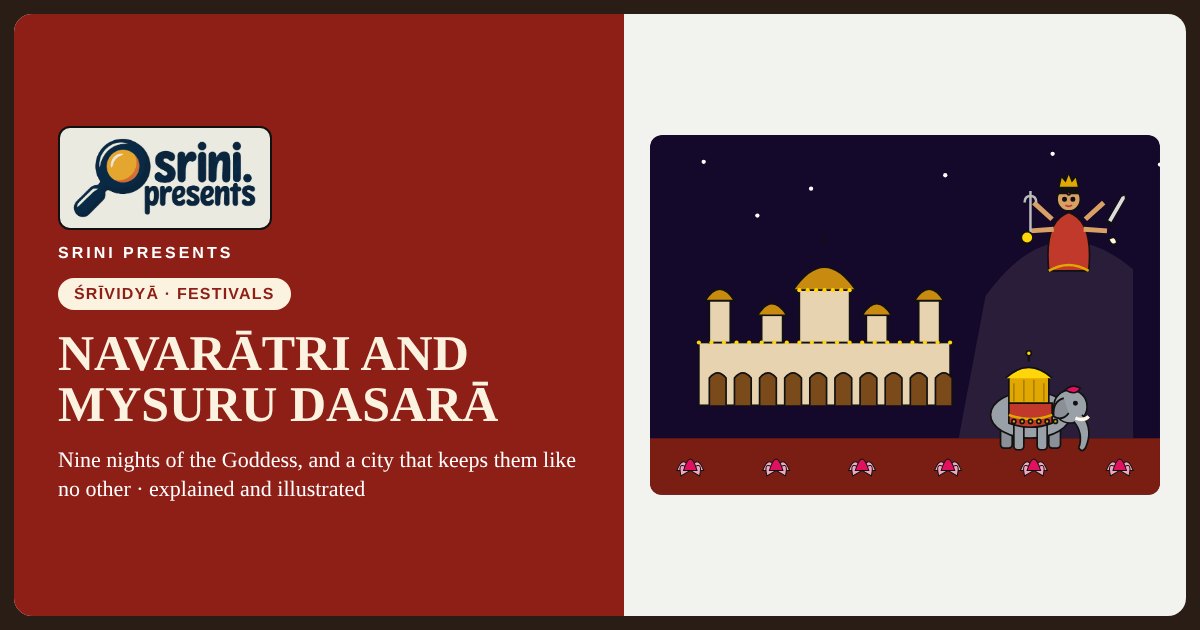 srini.
presents
SRINI PRESENTS
ŚRĪVIDYĀ · FESTIVALS
NAVARĀTRI AND
MYSURU DASARĀ
Nine nights of the Goddess, and a city that keeps them like
no other · explained and illustrated